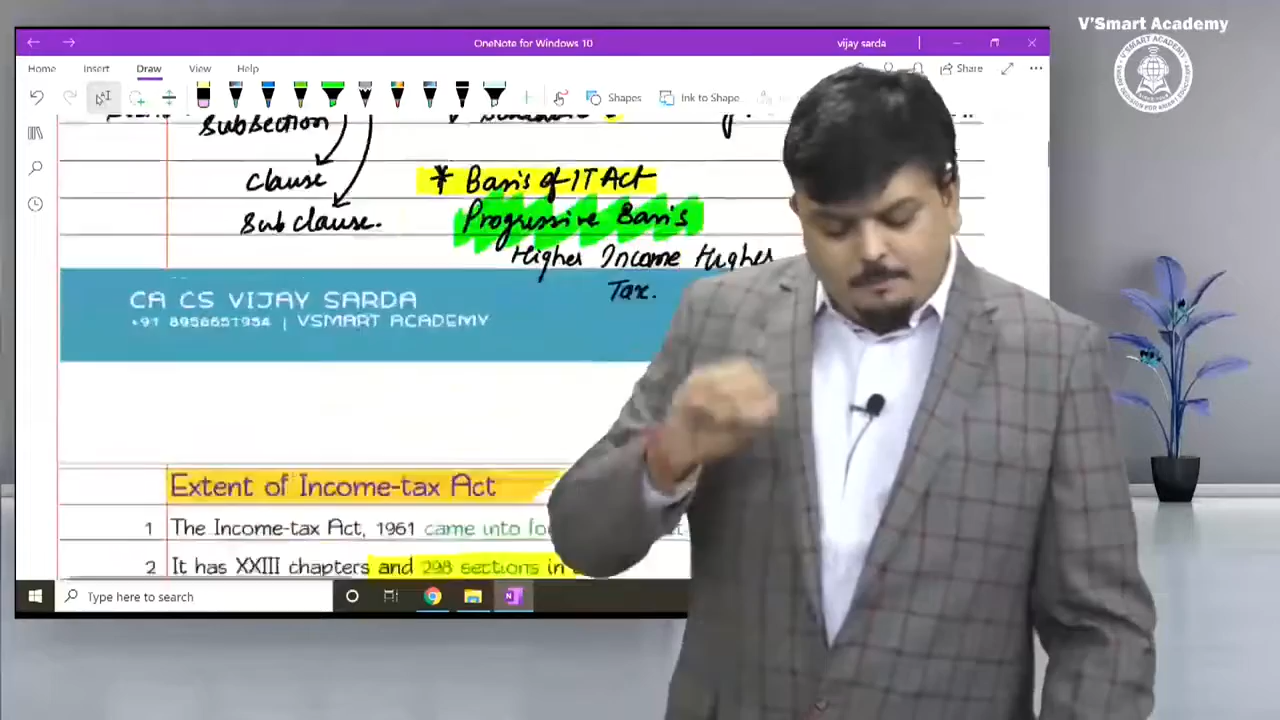 V'Smart Academy
OneNote for Windows 10
vijay sarda
Home Insert Draw View Help
Share
Shapes
Ink to Shape
Subsection
Clause
Sub clause.
* Basis of IT Act
Progressive Basis
Higher Income Higher
Tax.
CA CS VIJAY SARDA
+91 8956651954 | VSMART ACADEMY
Extent of Income-tax Act
1 The Income-tax Act, 1961 came into
2 It has XXIII chapters and 298 sections in
Type here to search